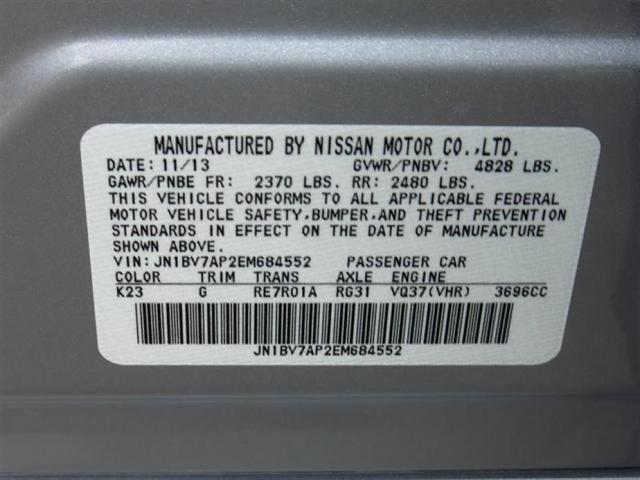 MANUFACTURED BY NISSAN MOTOR CO.,LTD.
DATE: 11/13 GVWR/PNBV: 4828 LBS.
GAWR/PNBE FR: 2370 LBS. RR: 2480 LBS.
THIS VEHICLE CONFORMS TO ALL APPLICABLE FEDERAL
MOTOR VEHICLE SAFETY,BUMPER,AND THEFT PREVENTION
STANDARDS IN EFFECT ON THE DATE OF MANUFACTURE
SHOWN ABOVE.
VIN: JN1BV7AP2EM684552 PASSENGER CAR
COLOR TRIM TRANS AXLE ENGINE
K23 G RE7R01A RG31 VQ37(VHR) 3696CC
JN1BV7AP2EM684552